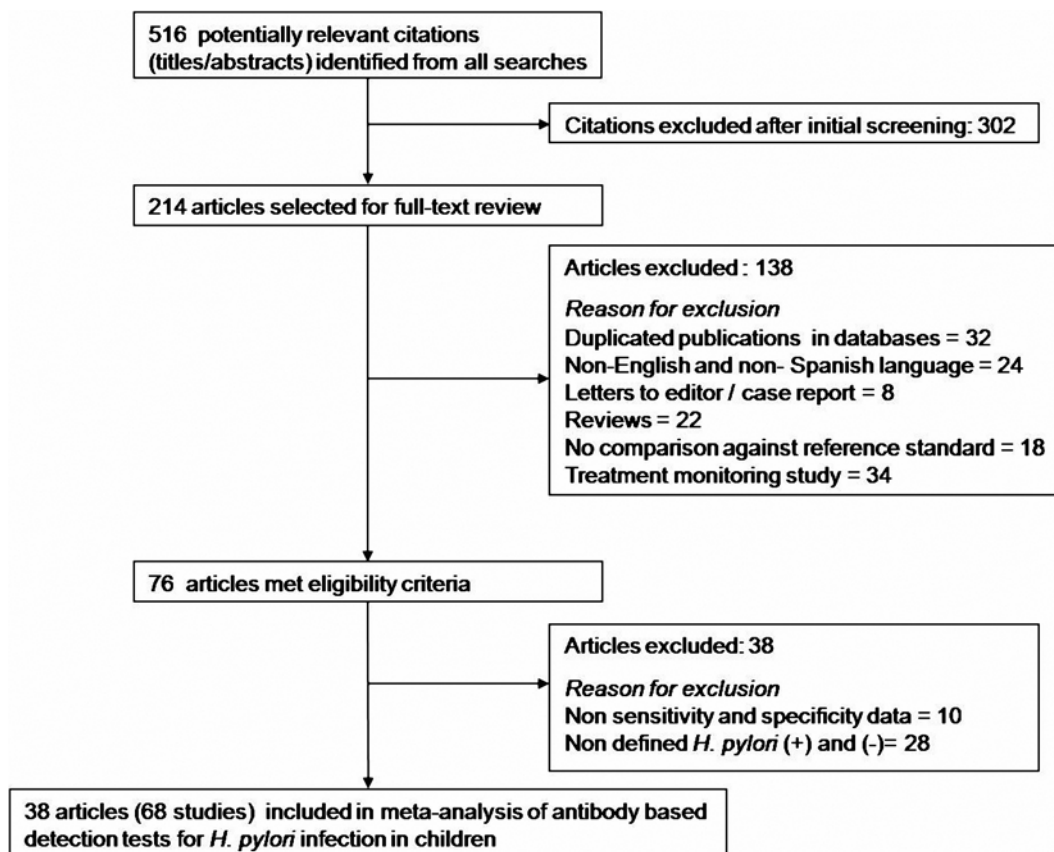 516 potentially relevant citations
(titles/abstracts) identified from all searches
Citations excluded after initial screening: 302
214 articles selected for full-text review
Articles excluded : 138
Reason for exclusion
Duplicated publications in databases = 32
Non-English and non- Spanish language = 24
Letters to editor / case report = 8
Reviews = 22
No comparison against reference standard = 18
Treatment monitoring study = 34
76 articles met eligibility criteria
Articles excluded: 38
Reason for exclusion
Non sensitivity and specificity data = 10
Non defined H. pylori (+) and (-)= 28
38 articles (68 studies) included in meta-analysis of antibody based
detection tests for H. pylori infection in children